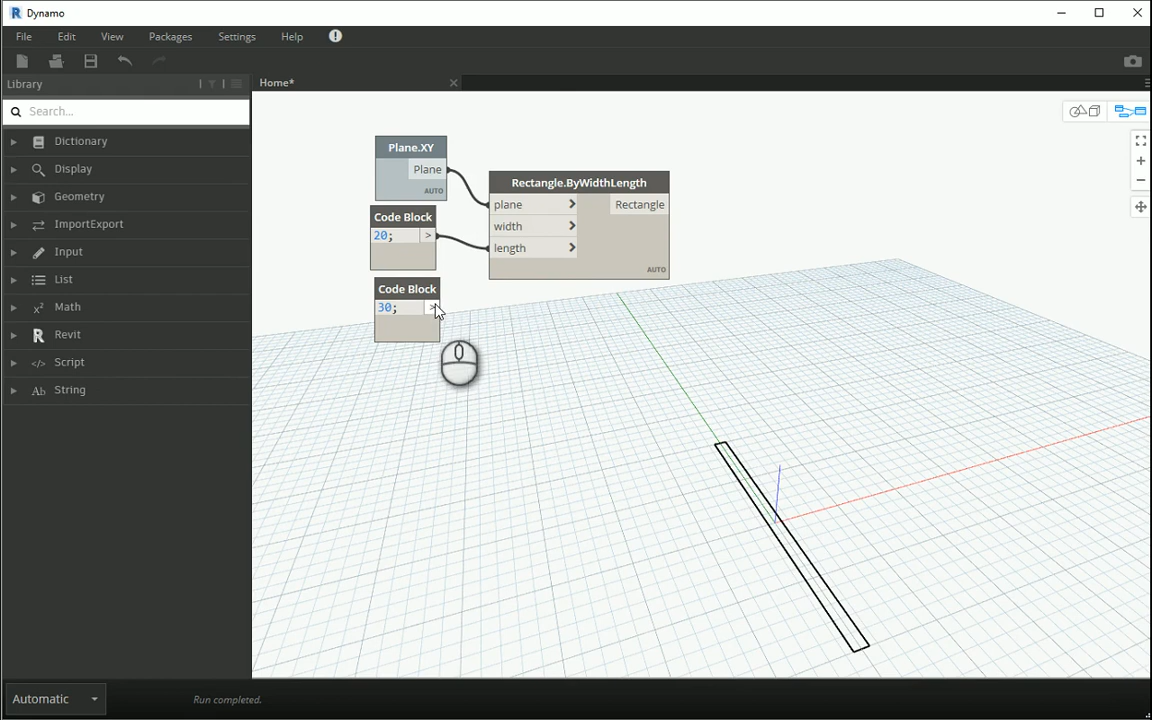 R Dynamo
File Edit View Packages Settings Help
Library
Home*
Search...
Dictionary
Display
Geometry
ImportExport
Input
List
Math
Revit
Script
String
Plane.XY
Plane
AUTO
Code Block
20; >
Code Block
30; >
Rectangle.ByWidthLength
plane > Rectangle
width >
length >
AUTO
Automatic
Run completed.